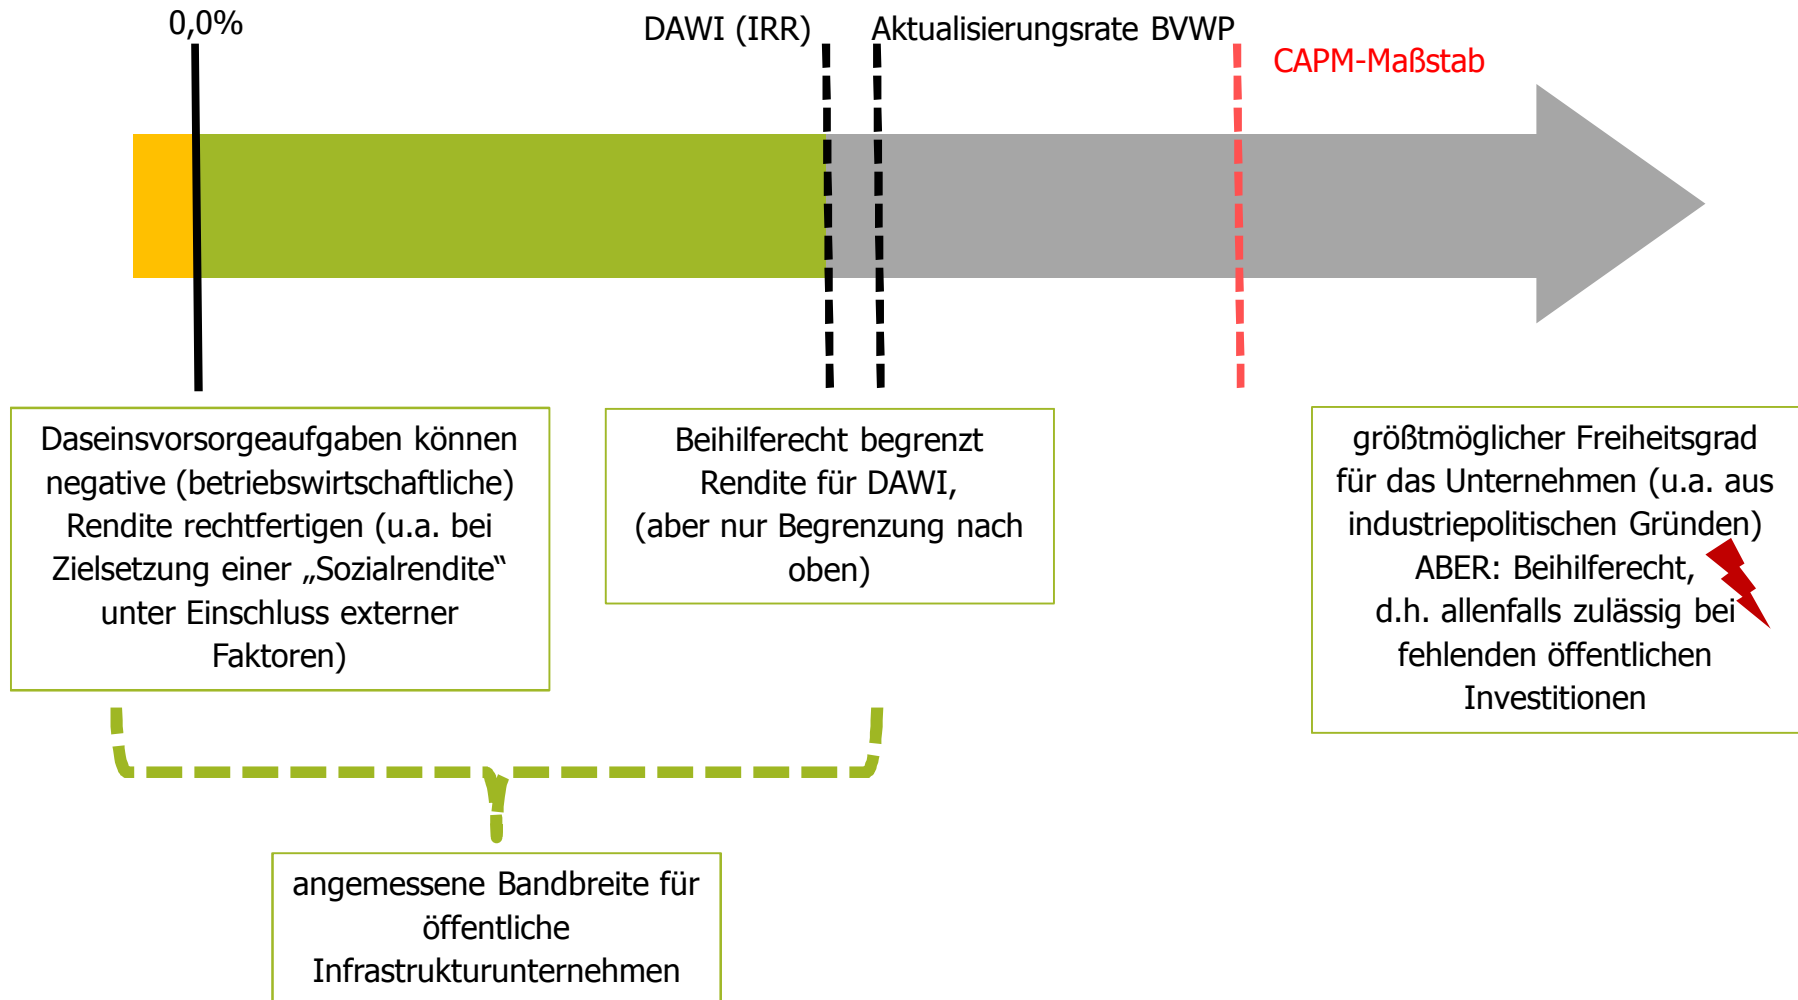 0,0%
DAWI (IRR)
Aktualisierungsrate BVWP
CAPM-Maßstab
Daseinsvorsorgeaufgaben können
negative (betriebswirtschaftliche)
Rendite rechtfertigen (u.a. bei
Zielsetzung einer „Sozialrendite“
unter Einschluss externer
Faktoren)
Beihilferecht begrenzt
Rendite für DAWI,
(aber nur Begrenzung nach
oben)
größtmöglicher Freiheitsgrad
für das Unternehmen (u.a. aus
industriepolitischen Gründen)
ABER: Beihilferecht,
d.h. allenfalls zulässig bei
fehlenden öffentlichen
Investitionen
angemessene Bandbreite für
öffentliche
Infrastrukturunternehmen